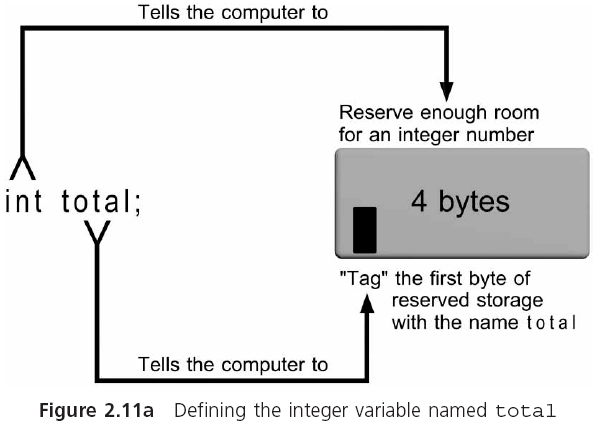 Tells the computer to
Reserve enough room
for an integer number
int total;
4 bytes
"Tag" the first byte of
reserved storage
with the name total
Tells the computer to
Figure 2.11a Defining the integer variable named total